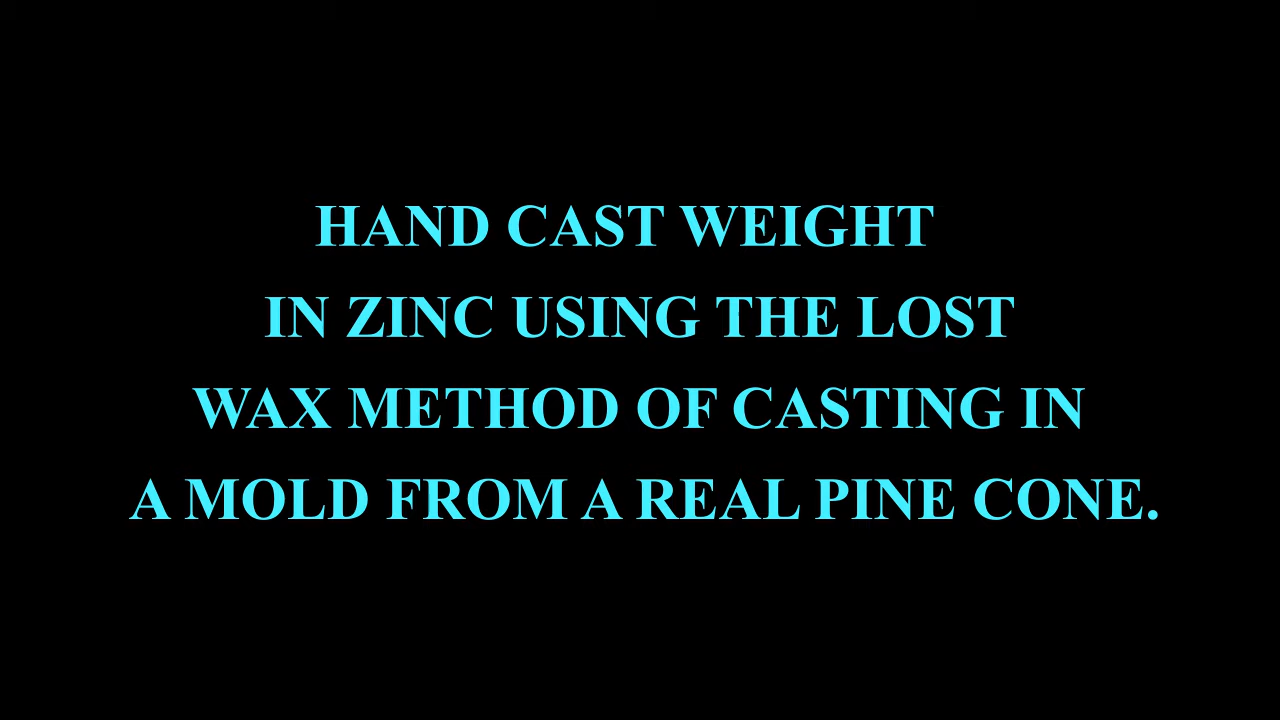 HAND CAST WEIGHT
IN ZINC USING THE LOST
WAX METHOD OF CASTING IN
A MOLD FROM A REAL PINE CONE.